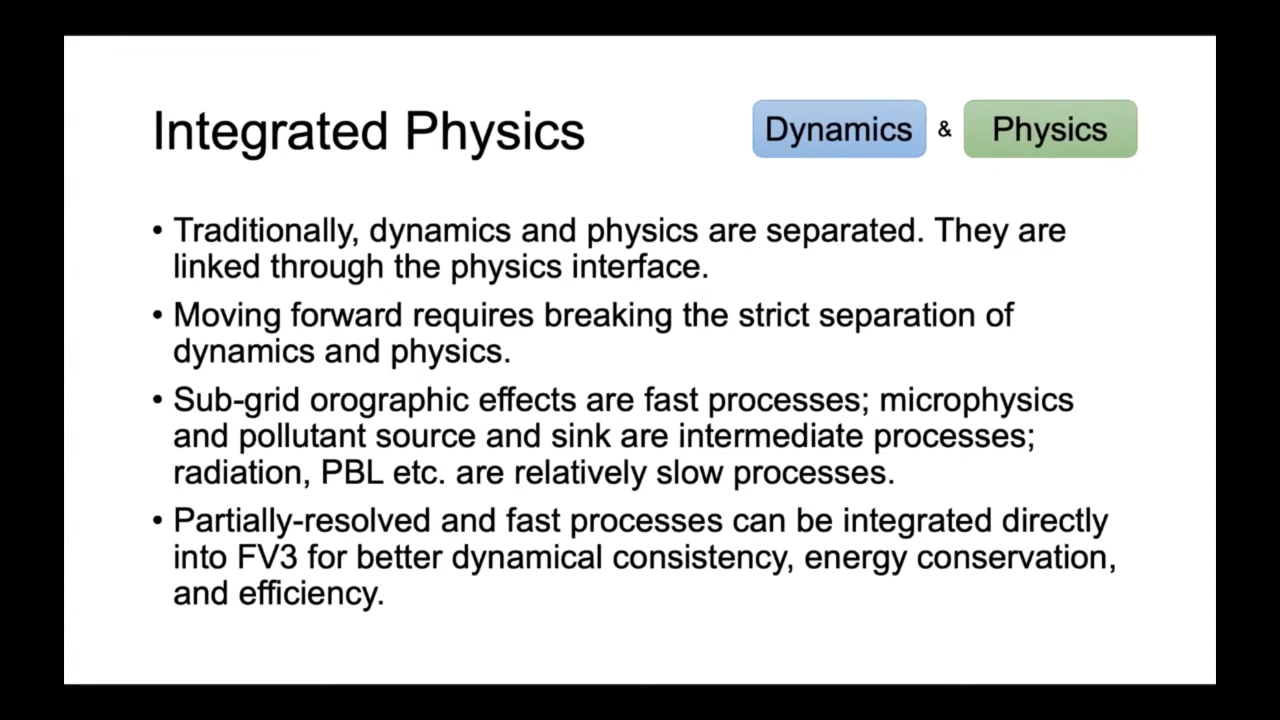 Integrated Physics
Dynamics & Physics
• Traditionally, dynamics and physics are separated. They are
linked through the physics interface.
• Moving forward requires breaking the strict separation of
dynamics and physics.
• Sub-grid orographic effects are fast processes; microphysics
and pollutant source and sink are intermediate processes;
radiation, PBL etc. are relatively slow processes.
• Partially-resolved and fast processes can be integrated directly
into FV3 for better dynamical consistency, energy conservation,
and efficiency.